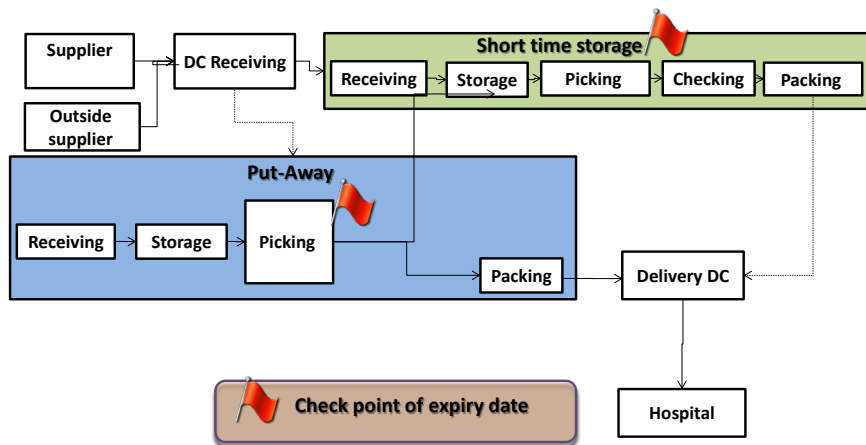 Supplier
DC Receiving
Short time storage
Receiving
Storage
Picking
Checking
Packing
Outside
supplier
Put-Away
Receiving
Storage
Picking
Packing
Delivery DC
Check point of expiry date
Hospital